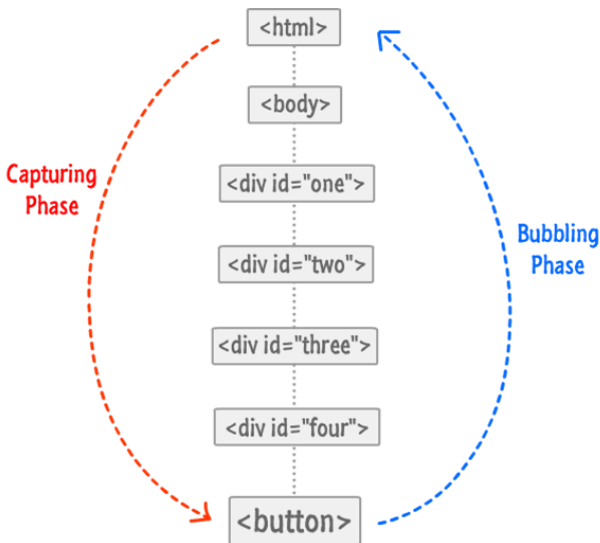 <html>
<body>
Capturing
Phase
<div id="one">
Bubbling
Phase
<div id="two">
<div id="three">
<div id="four">
<button>